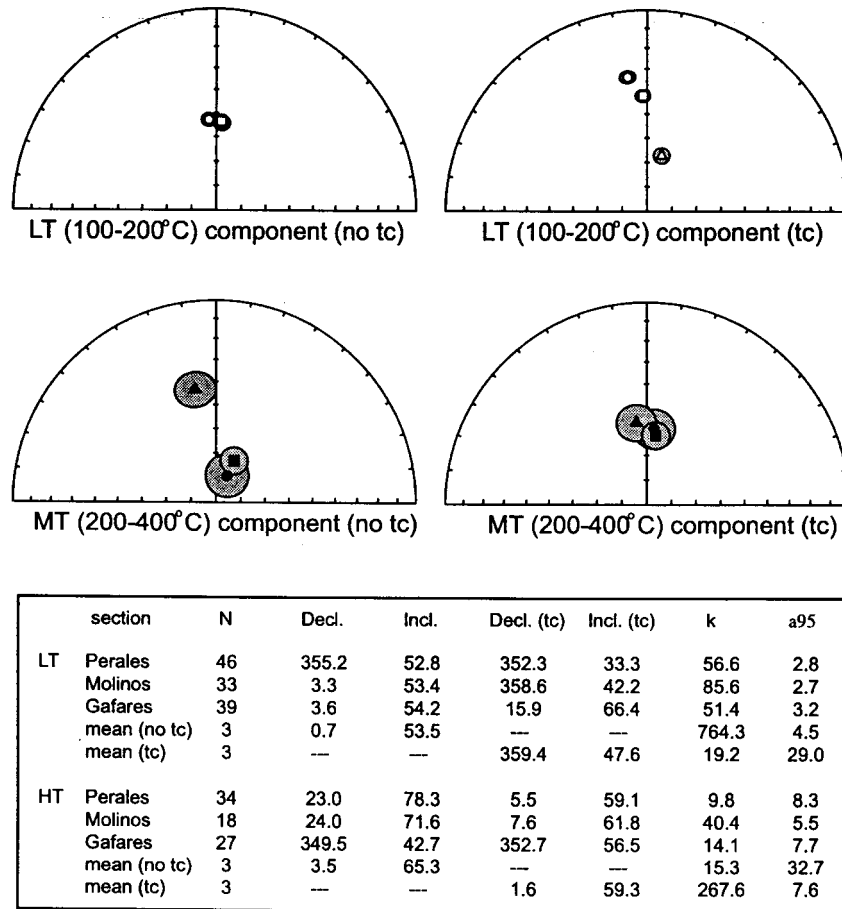 LT (100-200°C) component (no tc)
LT (100-200°C) component (tc)
MT (200-400°C) component (no tc)
MT (200-400°C) component (tc)
section N Decl. Incl. Decl. (tc) Incl. (tc) k a95
LT Perales 46 355.2 52.8 352.3 33.3 56.6 2.8
Molinos 33 3.3 53.4 358.6 42.2 85.6 2.7
Gafares 39 3.6 54.2 15.9 66.4 51.4 3.2
mean (no tc) 3 0.7 53.5 --- --- 764.3 4.5
mean (tc) 3 --- --- 359.4 47.6 19.2 29.0
HT Perales 34 23.0 78.3 5.5 59.1 9.8 8.3
Molinos 18 24.0 71.6 7.6 61.8 40.4 5.5
Gafares 27 349.5 42.7 352.7 56.5 14.1 7.7
mean (no tc) 3 3.5 65.3 --- --- 15.3 32.7
mean (tc) 3 --- --- 1.6 59.3 267.6 7.6